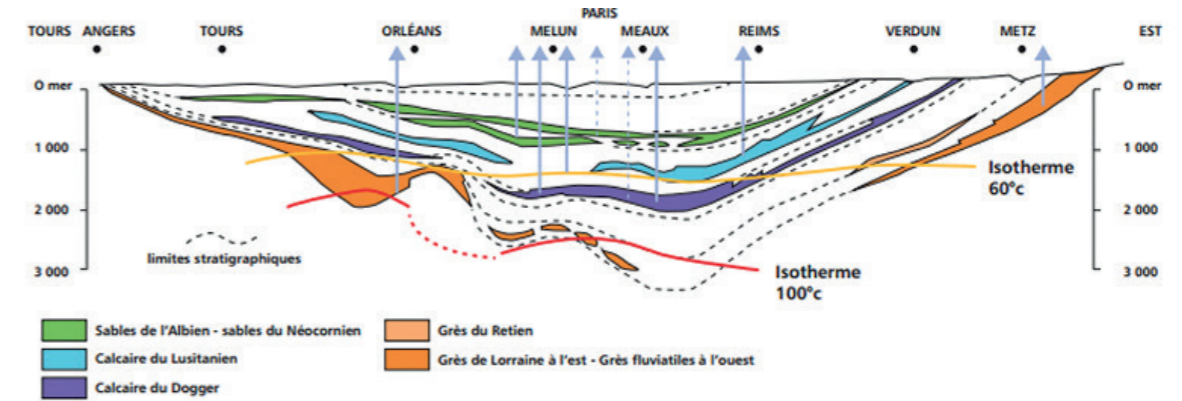 PARIS
TOURS ANGERS TOURS ORLÉANS MELUN MEAUX REIMS VERDUN METZ EST
O mer O mer
1 000 1 000
Isotherme
60°c
2 000 2 000
limites stratigraphiques
3 000 3 000
Isotherme
100°c
Sables de l'Albien - sables du Néocornien Grès du Retien
Calcaire du Lusitanien Grès de Lorraine à l'est - Grès fluviatiles à l'ouest
Calcaire du Dogger